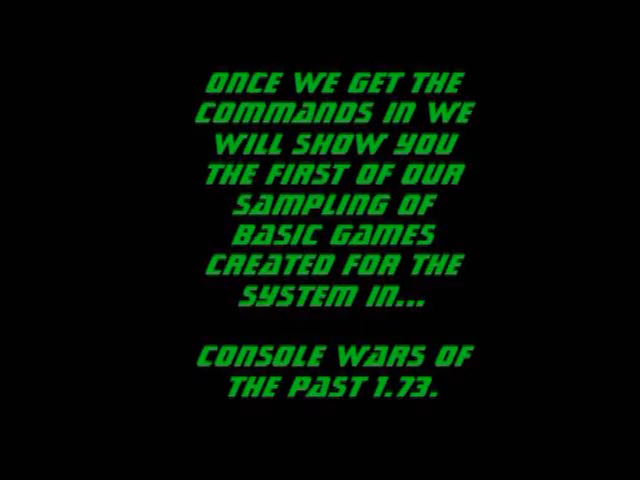 ONCE WE GET THE
COMMANDS IN WE
WILL SHOW YOU
THE FIRST OF OUR
SAMPLING OF
BASIC GAMES
CREATED FOR THE
SYSTEM IN...
CONSOLE WARS OF
THE PAST 1.73.